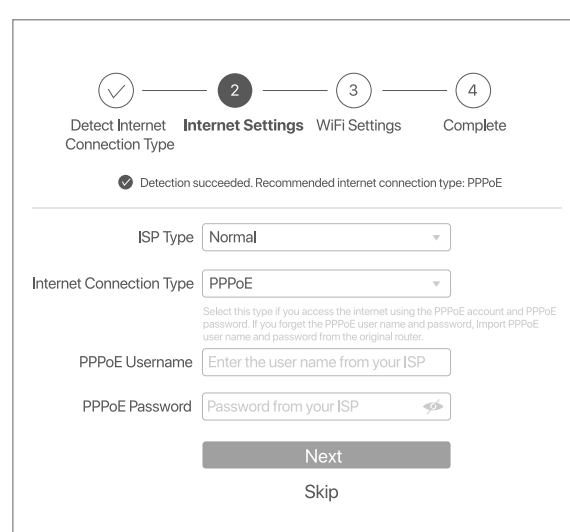 2 3 4
Detect Internet Internet Settings WiFi Settings Complete
Connection Type
Detection succeeded. Recommended internet connection type: PPPoE
ISP Type Normal
Internet Connection Type PPPoE
Select this type if you access the internet using the PPPoE account and PPPoE
password. If you forget the PPPoE user name and password, Import PPPoE
user name and password from the original router.
PPPoE Username Enter the user name from your ISP
PPPoE Password Password from your ISP
Next
Skip